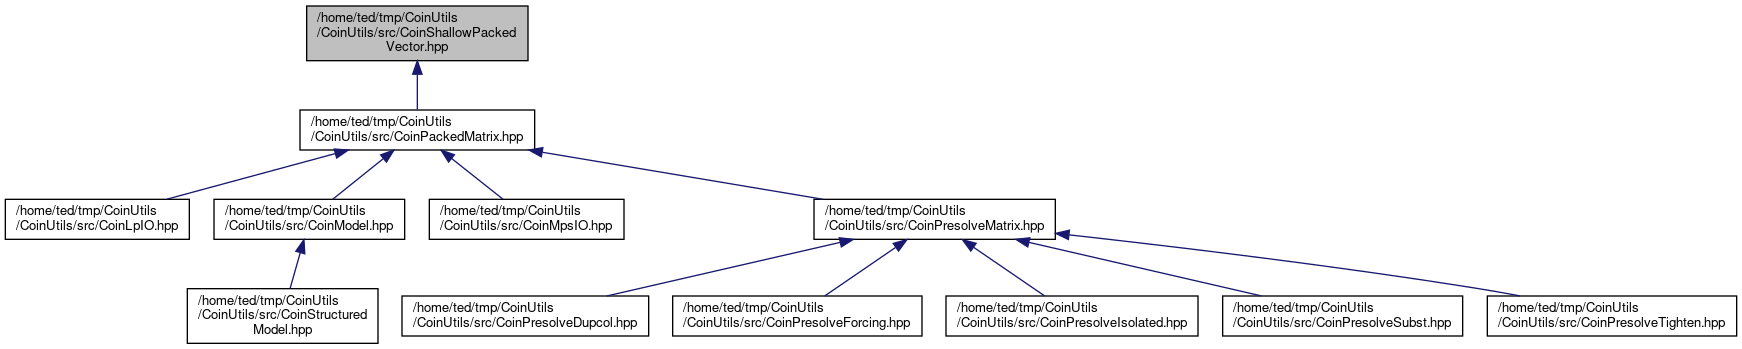 /home/ted/tmp/CoinUtils
/CoinUtils/src/CoinShallowPacked
Vector.hpp
/home/ted/tmp/CoinUtils
/CoinUtils/src/CoinPackedMatrix.hpp
/home/ted/tmp/CoinUtils
/CoinUtils/src/CoinLpIO.hpp
/home/ted/tmp/CoinUtils
/CoinUtils/src/CoinModel.hpp
/home/ted/tmp/CoinUtils
/CoinUtils/src/CoinMpsIO.hpp
/home/ted/tmp/CoinUtils
/CoinUtils/src/CoinPresolveMatrix.hpp
/home/ted/tmp/CoinUtils
/CoinUtils/src/CoinStructured
Model.hpp
/home/ted/tmp/CoinUtils
/CoinUtils/src/CoinPresolveDupcol.hpp
/home/ted/tmp/CoinUtils
/CoinUtils/src/CoinPresolveForcing.hpp
/home/ted/tmp/CoinUtils
/CoinUtils/src/CoinPresolveIsolated.hpp
/home/ted/tmp/CoinUtils
/CoinUtils/src/CoinPresolveSubst.hpp
/home/ted/tmp/CoinUtils
/CoinUtils/src/CoinPresolveTighten.hpp